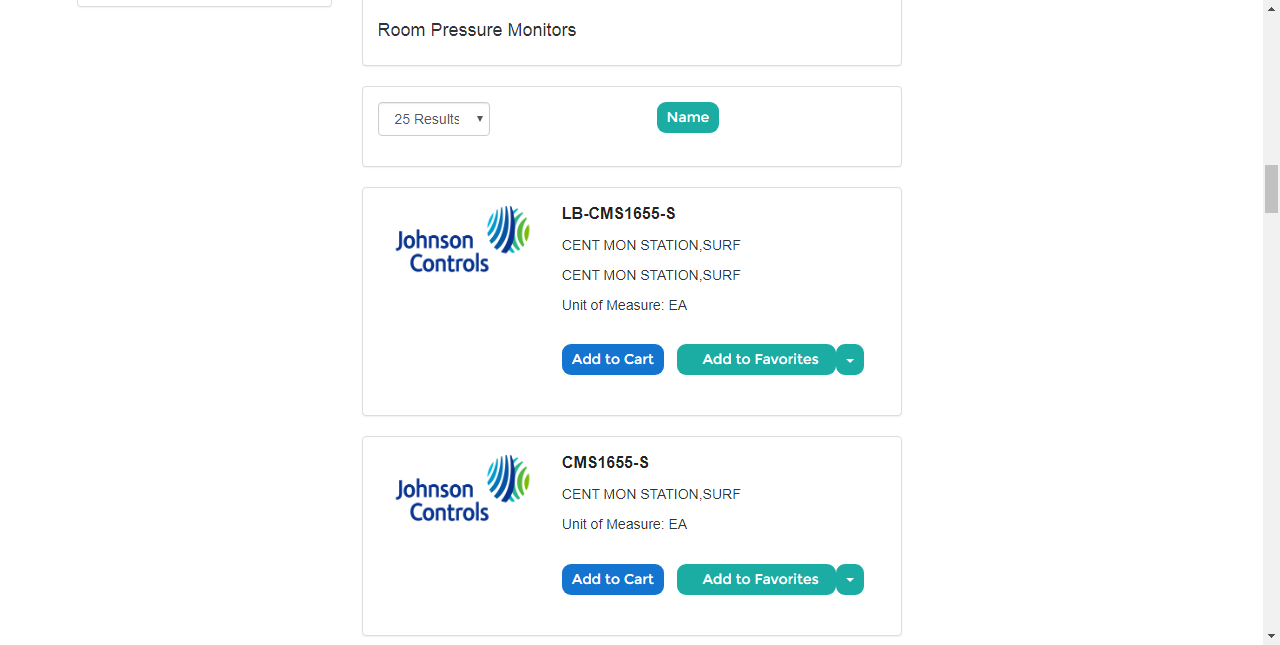 Room Pressure Monitors
25 Results
Name
Johnson
Controls
LB-CMS1655-S
CENT MON STATION,SURF
CENT MON STATION,SURF
Unit of Measure: EA
Add to Cart
Add to Favorites
Johnson
Controls
CMS1655-S
CENT MON STATION,SURF
Unit of Measure: EA
Add to Cart
Add to Favorites